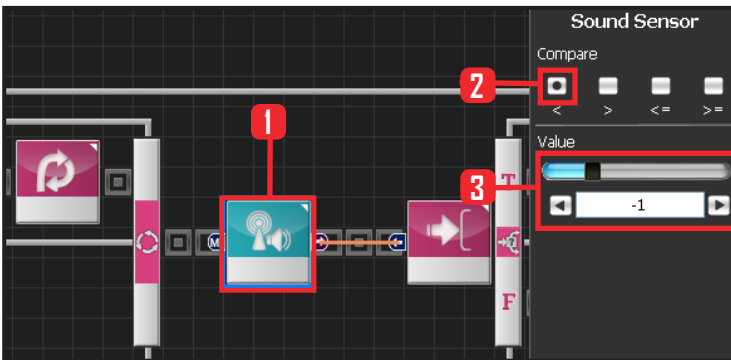 Sound Sensor
Compare
2
< > <= >=
1
Value
3
-1
M
T
?
F